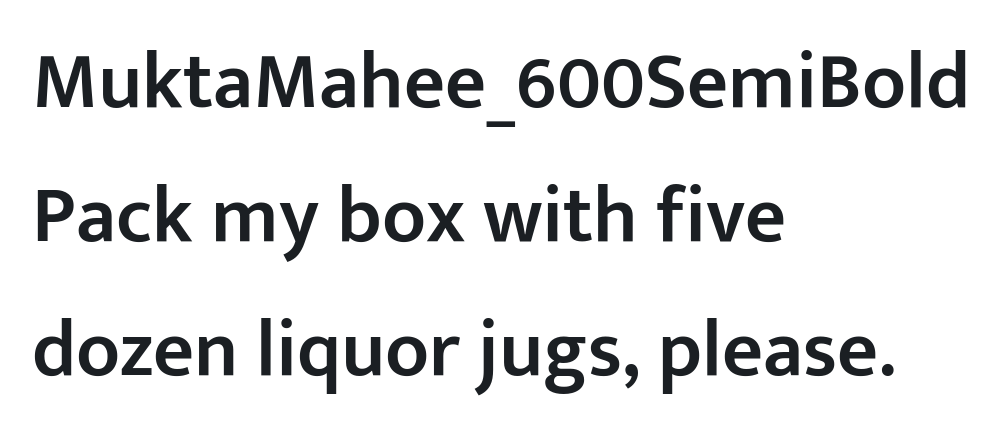 MuktaMahee_600SemiBold
Pack my box with five
dozen liquor jugs, please.